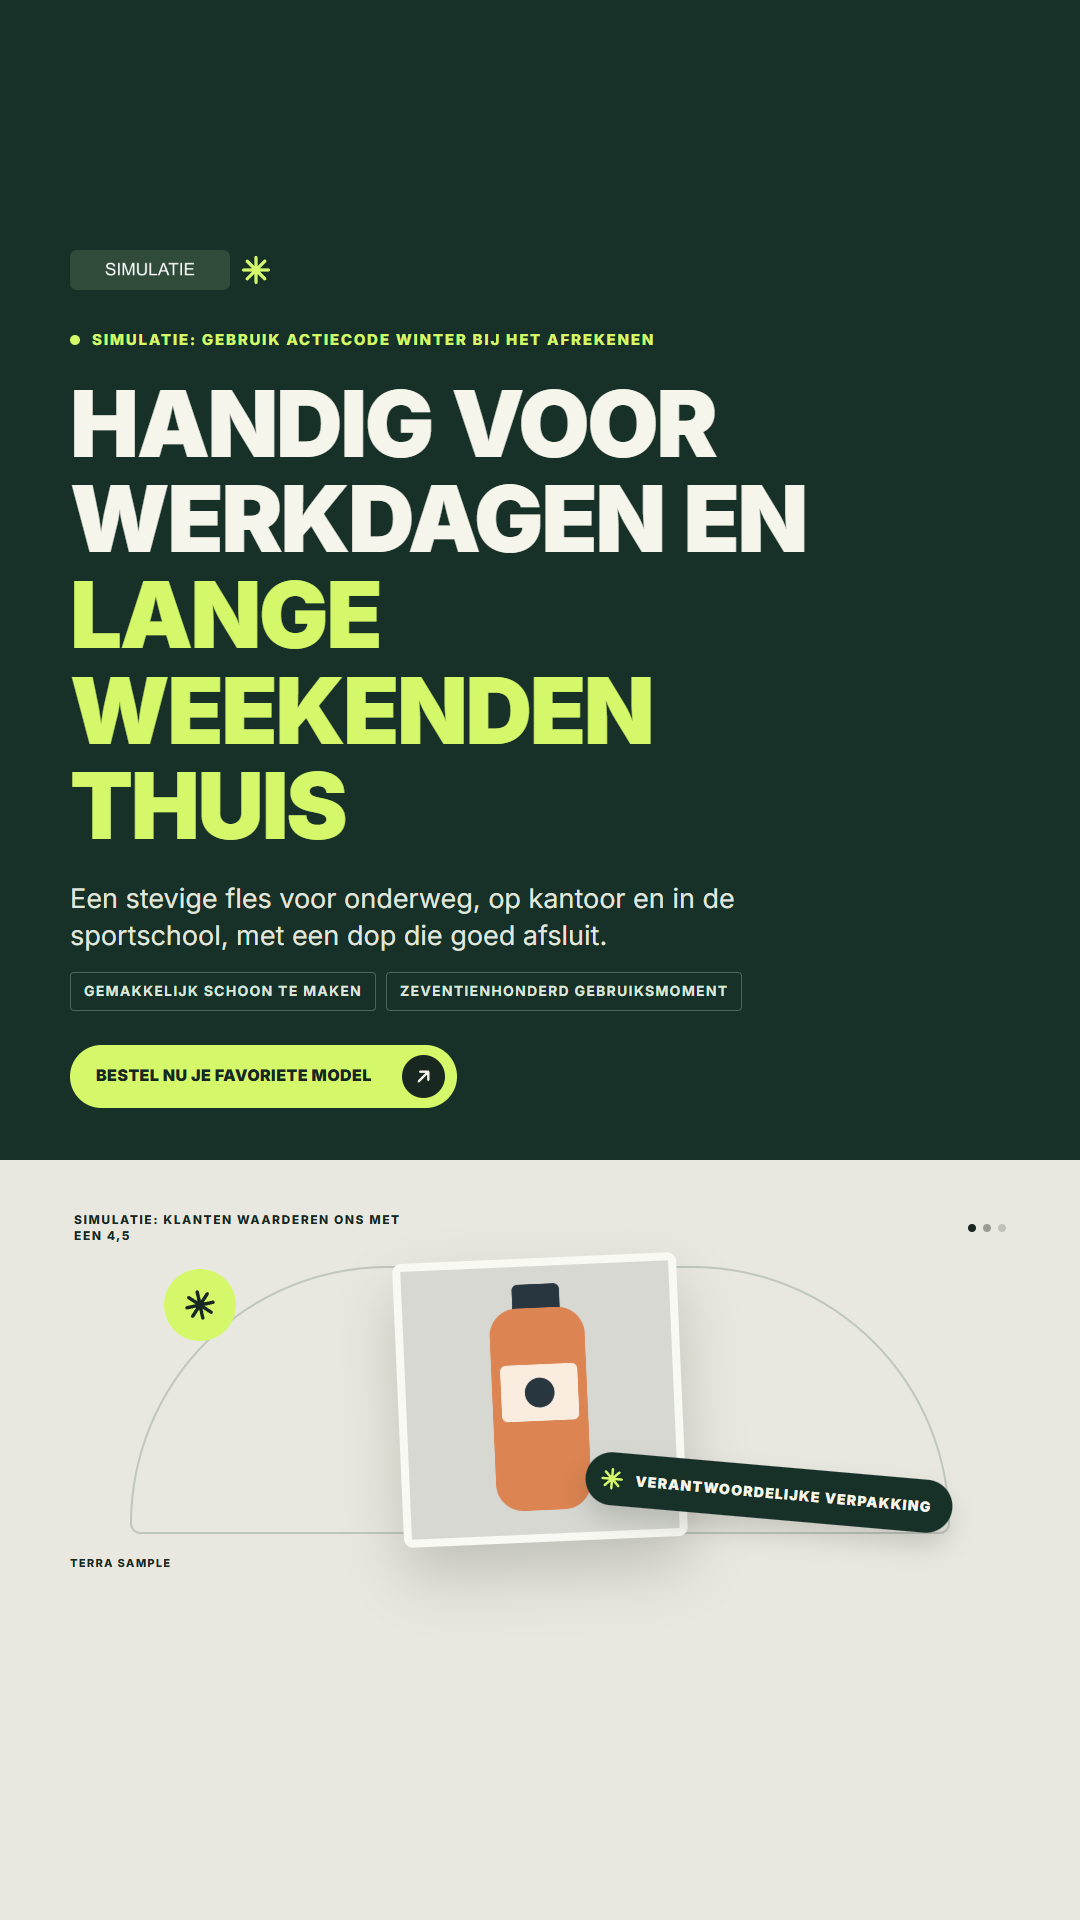 SIMULATIE
SIMULATIE: GEBRUIK ACTIECODE WINTER BIJ HET AFREKENEN
HANDIG VOOR
WERKDAGEN EN
LANGE
WEEKENDEN
THUIS
Een stevige fles voor onderweg, op kantoor en in de
sportschool, met een dop die goed afsluit.
GEMAKKELIJK SCHOON TE MAKEN
ZEVENTIENHONDERD GEBRUIKSMOMENT
BESTEL NU JE FAVORIETE MODEL
SIMULATIE: KLANTEN WAARDEREN ONS MET
EEN 4,5
VERANTWOORDELIJKE VERPAKKING
TERRA SAMPLE